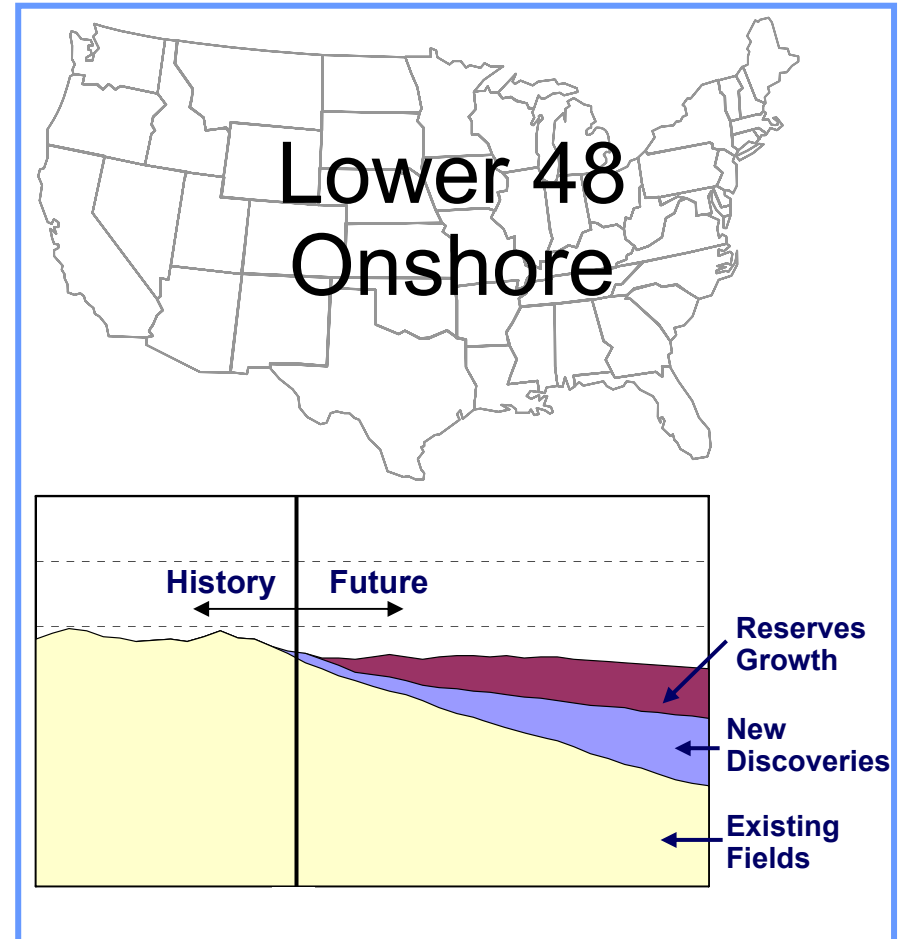 Lower 48
Onshore
History
Future
Reserves
Growth
New
Discoveries
Existing
Fields